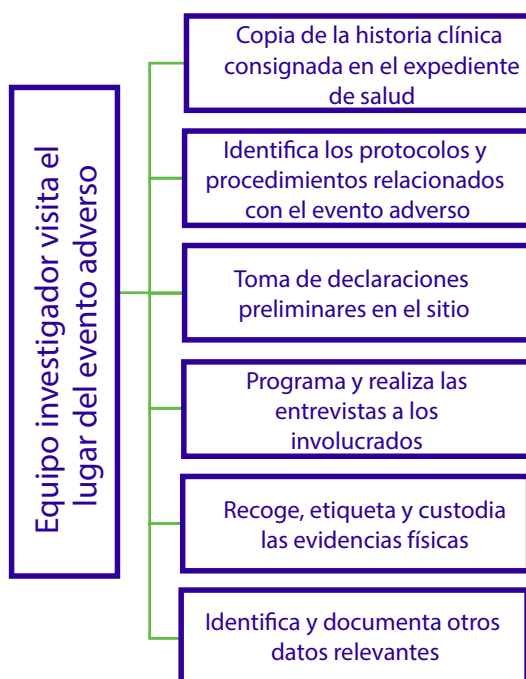 Equipo investigador visita el
lugar del evento adverso
Copia de la historia clínica
consignada en el expediente
de salud
Identifica los protocolos y
procedimientos relacionados
con el evento adverso
Toma de declaraciones
preliminares en el sitio
Programa y realiza las
entrevistas a los
involucrados
Recoge, etiqueta y custodia
las evidencias físicas
Identifica y documenta otros
datos relevantes